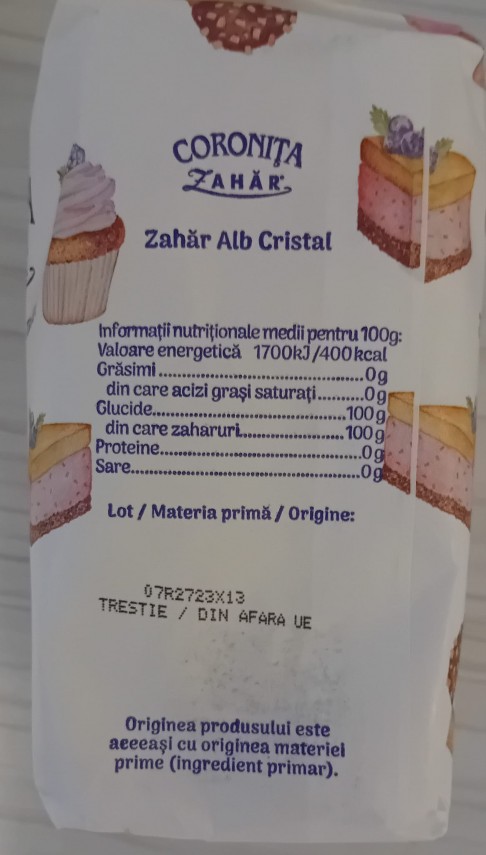 CORONIȚA
ZAHĂR
Zahăr Alb Cristal
Informații nutriționale medii pentru 100g:
Valoare energetică 1700kJ/400kcal
Grăsimi..............................0g
din care acizi grași saturați..........0g
Glucide..............................100g
din care zaharuri....................100g
Proteine.............................0g
Sare.................................0g
Lot / Materia primă / Origine:
07R2723X13
TRESTIE / DIN AFARA UE
Originea produsului este
aceeași cu originea materiei
prime (ingredient primar).